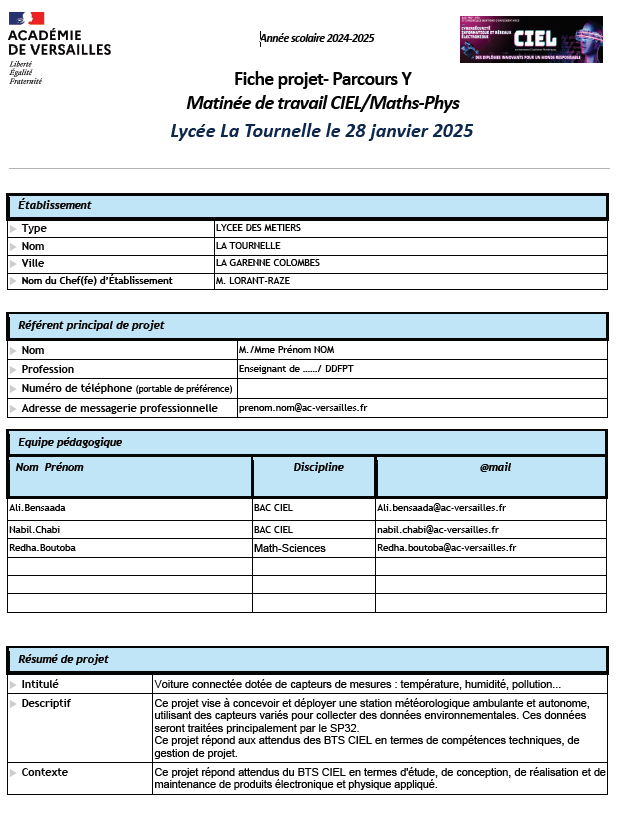 ACADÉMIE
DE VERSAILLES
Liberté
Égalité
Fraternité
Année scolaire 2024-2025
CYBERSÉCURITÉ
INFORMATIQUE ET RÉSEAUX
ÉLECTRONIQUE
CIEL
DES DIPLÔMES INNOVANTS POUR UN MONDE RESPONSABLE
Fiche projet- Parcours Y
Matinée de travail CIEL/Maths-Phys
Lycée La Tournelle le 28 janvier 2025
Établissement
Type LYCEE DES METIERS
Nom LA TOURNELLE
Ville LA GARENNE COLOMBES
Nom du Chef(fe) d’Établissement M. LORANT-RAZE
Référent principal de projet
Nom M./Mme Prénom NOM
Profession Enseignant de ……/ DDFPT
Numéro de téléphone (portable de préférence)
Adresse de messagerie professionnelle prenom.nom@ac-versailles.fr
Equipe pédagogique
Nom Prénom Discipline @mail
Ali.Bensaada BAC CIEL Ali.bensaada@ac-versailles.fr
Nabil.Chabi BAC CIEL nabil.chabi@ac-versailles.fr
Redha.Boutoba Math-Sciences Redha.boutoba@ac-versailles.fr
Résumé de projet
Intitulé Voiture connectée dotée de capteurs de mesures : température, humidité, pollution...
Descriptif Ce projet vise à concevoir et déployer une station météorologique ambulante et autonome,
utilisant des capteurs variés pour collecter des données environnementales. Ces données
seront traitées principalement par le SP32.
Ce projet répond aux attendus des BTS CIEL en termes de compétences techniques, de
gestion de projet.
Contexte Ce projet répond attendus du BTS CIEL en termes d'étude, de conception, de réalisation et de
maintenance de produits électronique et physique appliqué.